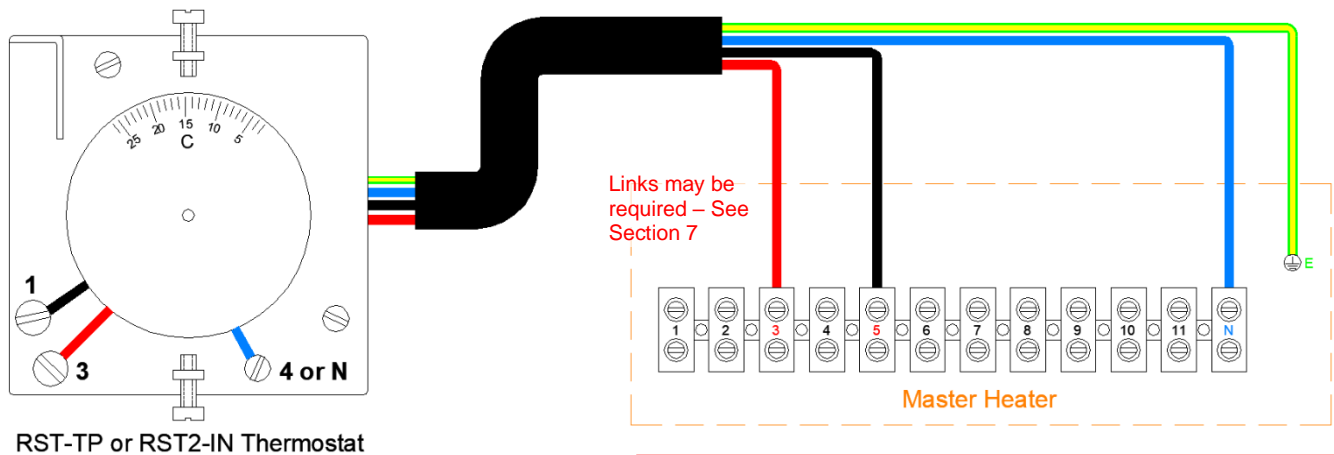 25 20 15 10 5
C
1
3
4 or N
RST-TP or RST2-IN Thermostat
Links may be
required – See
Section 7
E
1 2 3 4 5 6 7 8 9 10 11 N
Master Heater